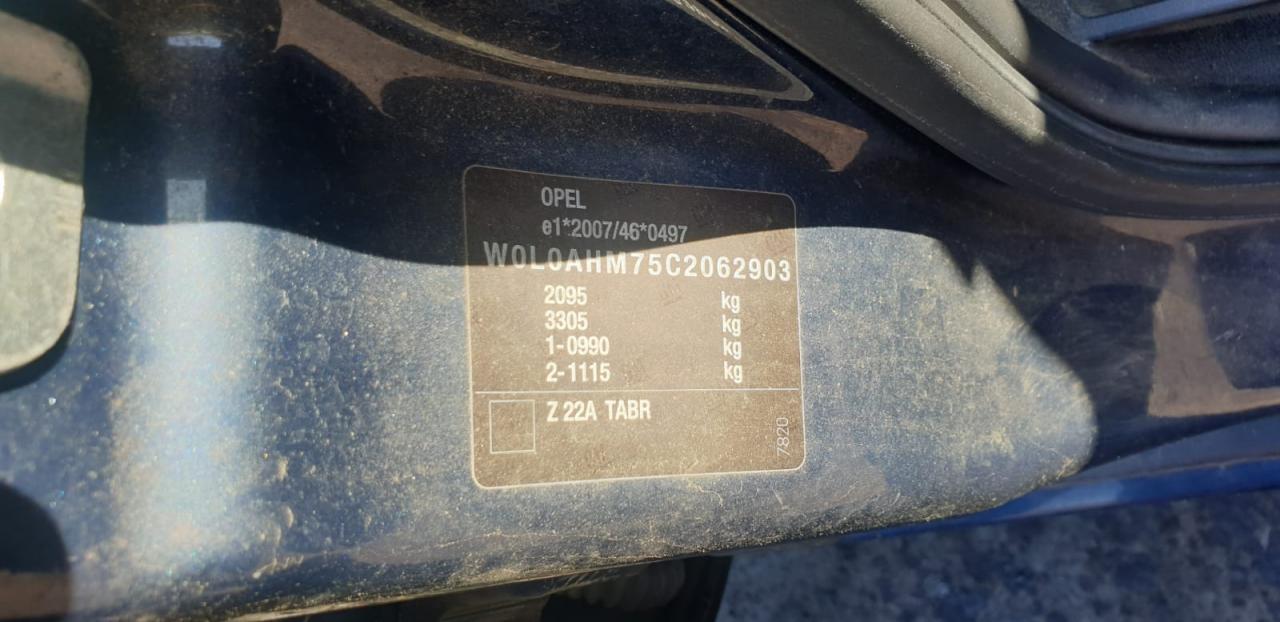 OPEL
e1*2007/46*0497
W0L0AHM75C2062903
2095 kg
3305 kg
1-0990 kg
2-1115 kg
Z 22A TABR
7820